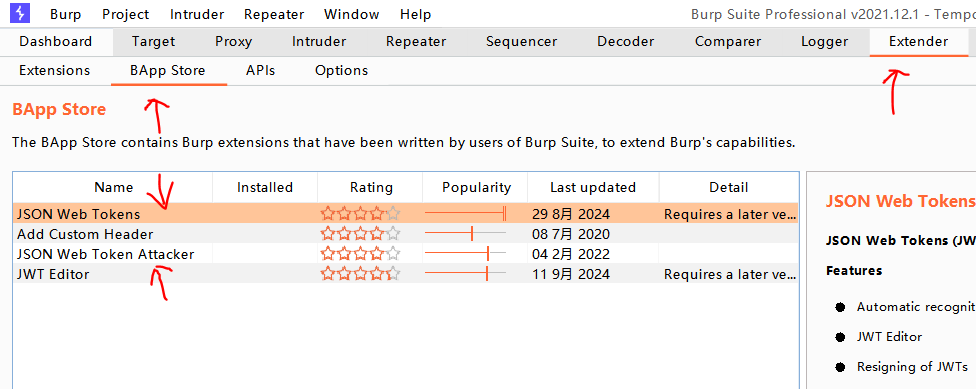 Burp Project Intruder Repeater Window Help Burp Suite Professional v2021.12.1 - Tempo
Dashboard Target Proxy Intruder Repeater Sequencer Decoder Comparer Logger Extender
Extensions BApp Store APIs Options
BApp Store
The BApp Store contains Burp extensions that have been written by users of Burp Suite, to extend Burp's capabilities.
Name Installed Rating Popularity Last updated Detail
JSON Web Tokens 29 8月 2024 Requires a later ve...
Add Custom Header 08 7月 2020
JSON Web Token Attacker 04 2月 2022
JWT Editor 11 9月 2024 Requires a later ve...
JSON Web Tokens
JSON Web Tokens (JW
Features
Automatic recognit
JWT Editor
Resigning of JWTs